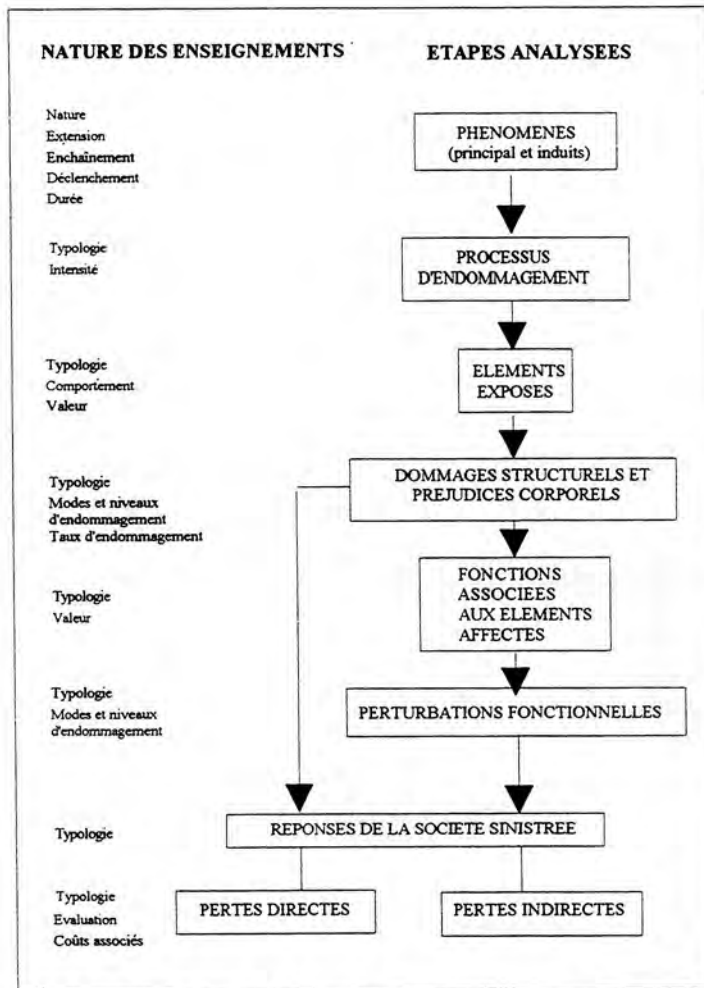 NATURE DES ENSEIGNEMENTS
ETAPES ANALYSEES
Nature
Extension
Enchaînement
Déclenchement
Durée
PHENOMENES
(principal et induits)
Typologie
Intensité
PROCESSUS
D'ENDOMMAGEMENT
Typologie
Comportement
Valeur
ELEMENTS
EXPOSES
Typologie
Modes et niveaux
d'endommagement
Taux d'endommagement
DOMMAGES STRUCTURELS ET
PREJUDICES CORPORELS
Typologie
Valeur
FONCTIONS
ASSOCIEES
AUX ELEMENTS
AFFECTES
Typologie
Modes et niveaux
d'endommagement
PERTURBATIONS FONCTIONNELLES
Typologie
REPONSES DE LA SOCIETE SINISTREE
Typologie
Evaluation
Coûts associés
PERTES DIRECTES
PERTES INDIRECTES